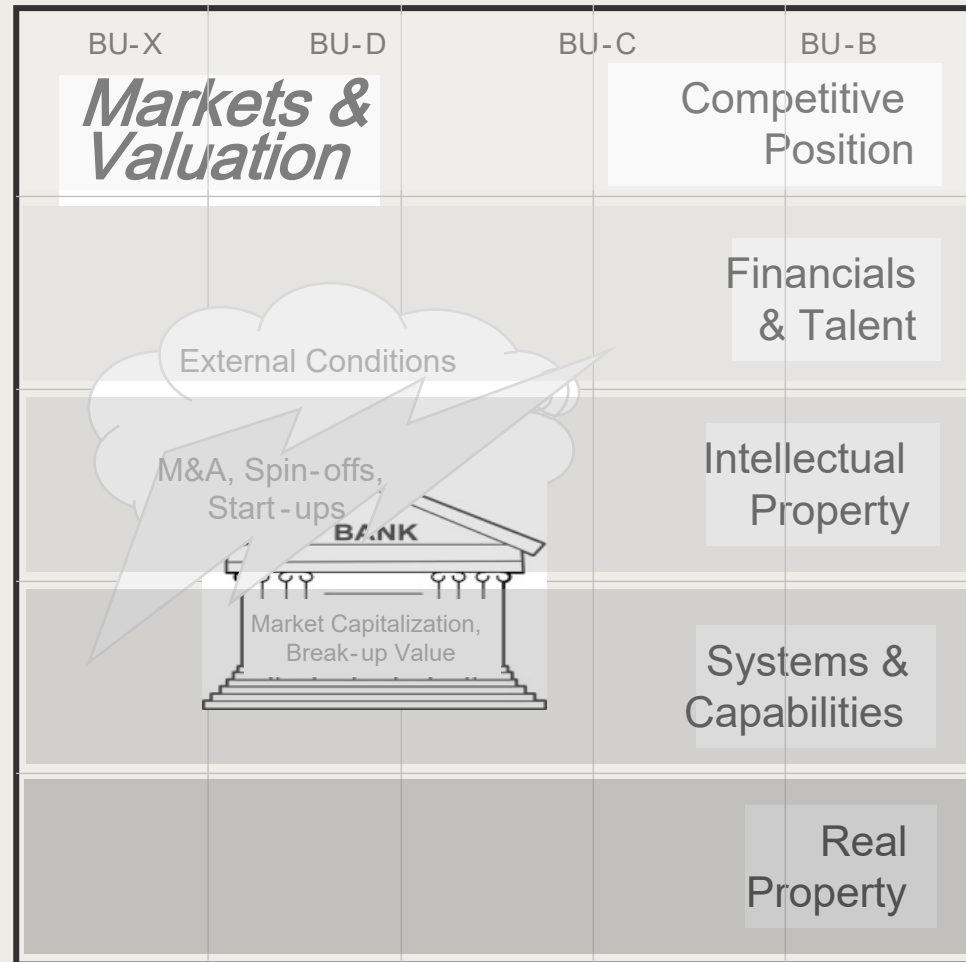 BU-X BU-D BU-C BU-B
Markets &
Valuation
Competitive
Position
Financials
& Talent
External Conditions
Intellectual
Property
M&A, Spin-offs,
Start-ups
BANK
Market Capitalization,
Break-up Value
Systems &
Capabilities
Real
Property